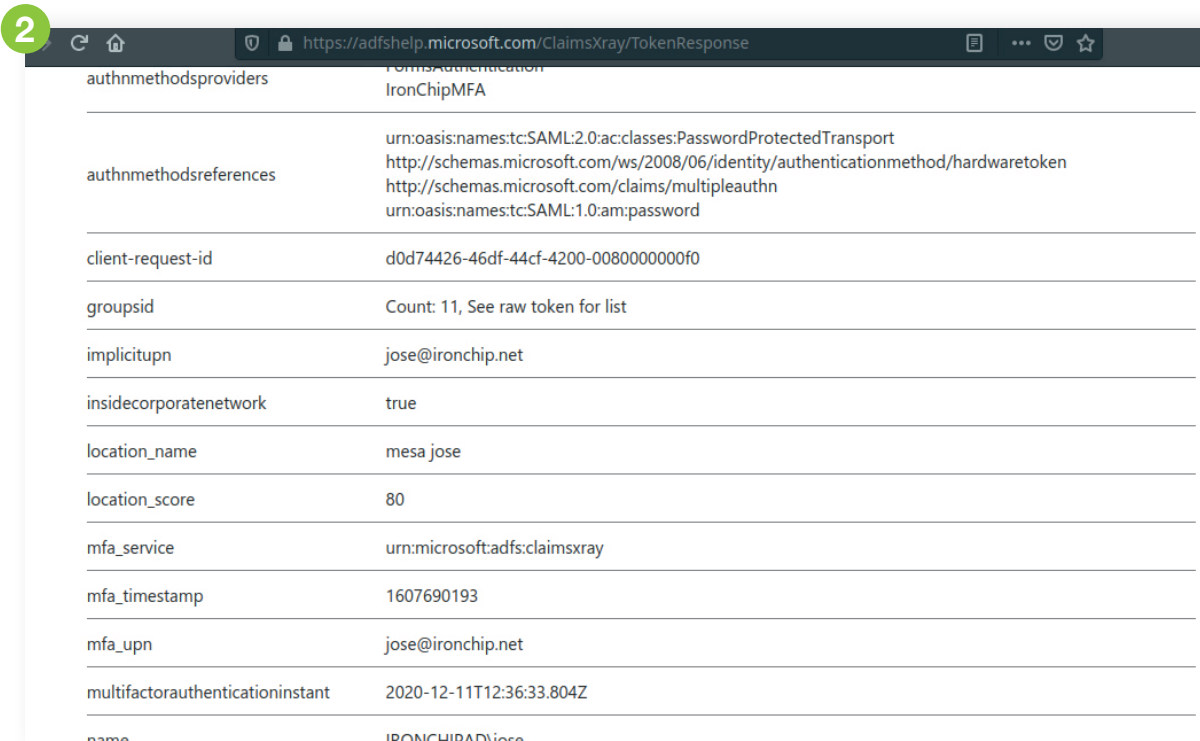 2
https://adfshelp.microsoft.com/ClaimsXray/TokenResponse
FormsAuthentication
authnmethodsproviders
IronChipMFA
urn:oasis:names:tc:SAML:2.0:ac:classes:PasswordProtectedTransport
http://schemas.microsoft.com/ws/2008/06/identity/authenticationmethod/hardwaretoken
authnmethodsreferences
http://schemas.microsoft.com/claims/multipleauthn
urn:oasis:names:tc:SAML:1.0:am:password
client-request-id d0d74426-46df-44cf-4200-0080000000f0
groupsid Count: 11, See raw token for list
implicitupn jose@ironchip.net
insidecorporatenetwork true
location_name mesa jose
location_score 80
mfa_service urn:microsoft:adfs:claimsxray
mfa_timestamp 1607690193
mfa_upn jose@ironchip.net
multifactorauthenticationinstant 2020-12-11T12:36:33.804Z
name IRONCHIPAD\jose